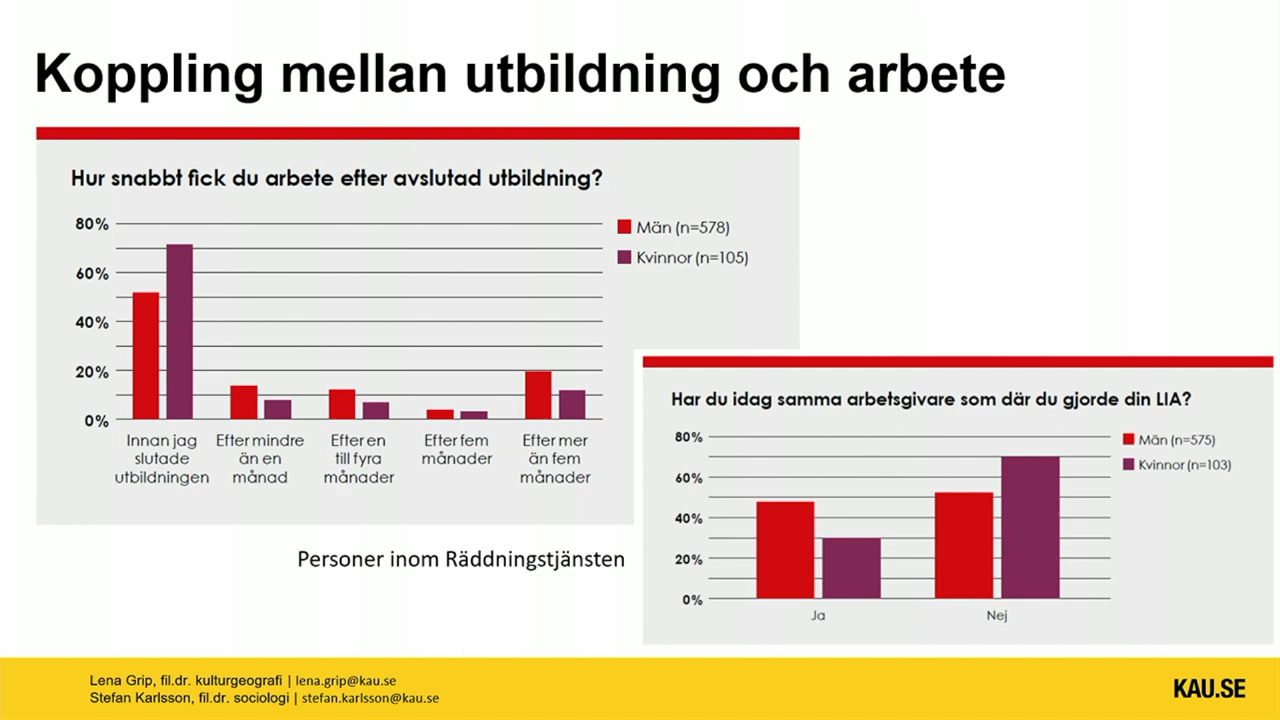 Koppling mellan utbildning och arbete
Hur snabbt fick du arbete efter avslutad utbildning?
80%
60%
40%
20%
0%
Män (n=578)
Kvinnor (n=105)
Innan jag
slutade
utbildningen
Efter mindre
än en
månad
Efter en
till fyra
månader
Efter fem
månader
Efter mer
än fem
månader
Personer inom Räddningstjänsten
Har du idag samma arbetsgivare som där du gjorde din LIA?
80%
60%
40%
20%
0%
Män (n=575)
Kvinnor (n=103)
Ja
Nej
Lena Grip, fil.dr. kulturgeografi | lena.grip@kau.se
Stefan Karlsson, fil.dr. sociologi | stefan.karlsson@kau.se
KAU.SE